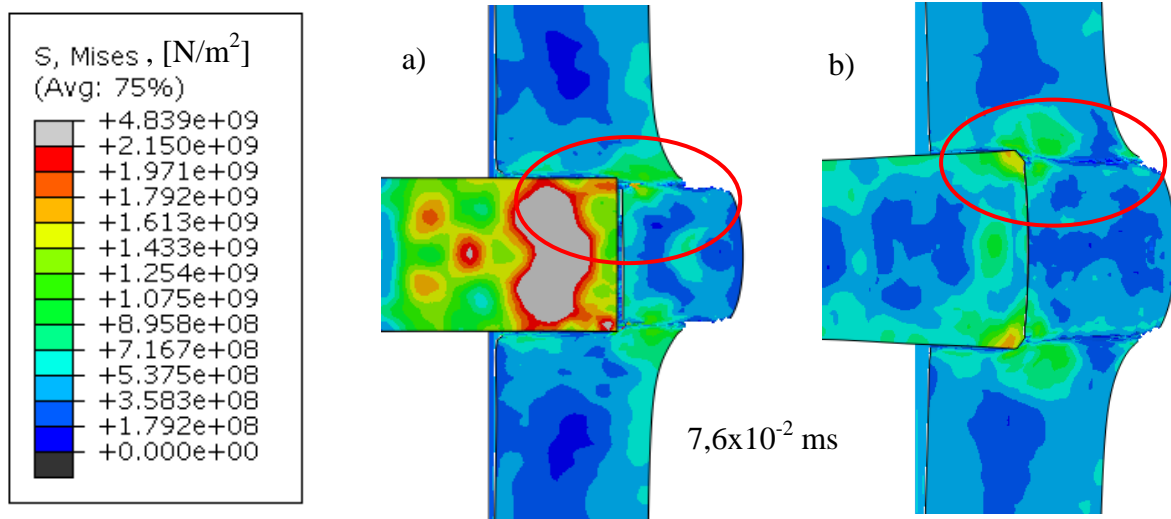 S, Mises , [N/m²]
(Avg: 75%)
+4.839e+09
+2.150e+09
+1.971e+09
+1.792e+09
+1.613e+09
+1.433e+09
+1.254e+09
+1.075e+09
+8.958e+08
+7.167e+08
+5.375e+08
+3.583e+08
+1.792e+08
+0.000e+00
a)
b)
7,6x10⁻² ms